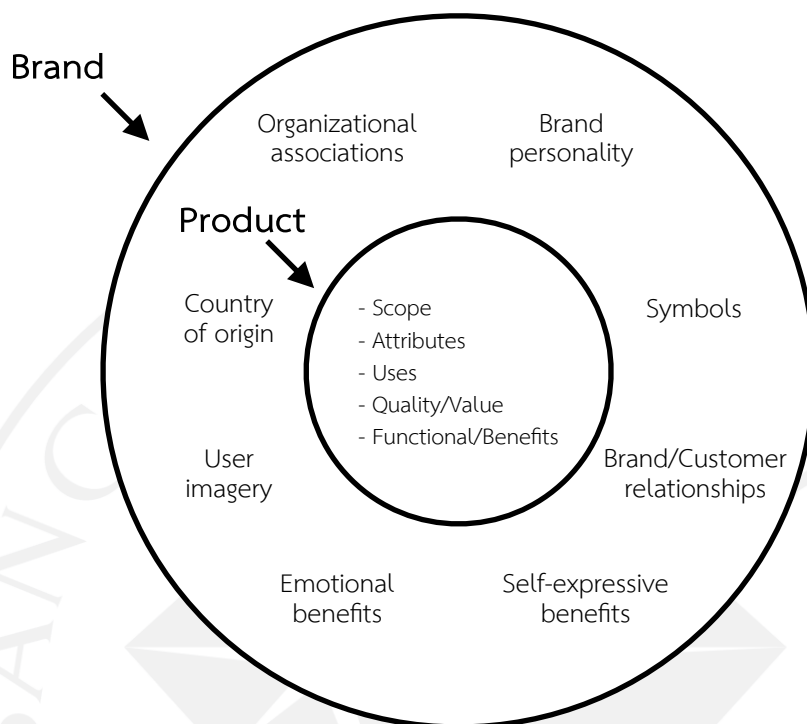 Brand
Organizational
associations
Brand
personality
Product
Country
of origin
- Scope
- Attributes
- Uses
- Quality/Value
- Functional/Benefits
Symbols
User
imagery
Brand/Customer
relationships
Emotional
benefits
Self-expressive
benefits